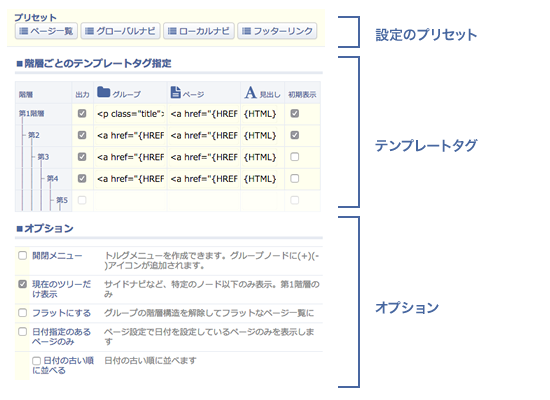 プリセット
ページ一覧 グローバルナビ ローカルナビ フッターリンク
設定のプリセット
■階層ごとのテンプレートタグ指定
階層 出力 グループ ページ 見出し 初期表示
第1階層 <p class="title"> <a href="{HREF {HTML}
第2 <a href="{HREF <a href="{HREF {HTML}
第3 <a href="{HREF <a href="{HREF {HTML}
第4 <a href="{HREF <a href="{HREF {HTML}
第5
テンプレートタグ
■オプション
開閉メニュー トルグメニューを作成できます。グループノードに(+)(-
)アイコンが追加されます。
現在のツリーだ
け表示 サイドナビなど、特定のノード以下のみ表示。第1階層の
み
フラットにする グループの階層構造を解除してフラットなページ一覧に
日付指定のある
ページのみ ページ設定で日付を設定しているページのみを表示しま
す
日付の古い順
に並べる 日付の古い順に並べます
オプション